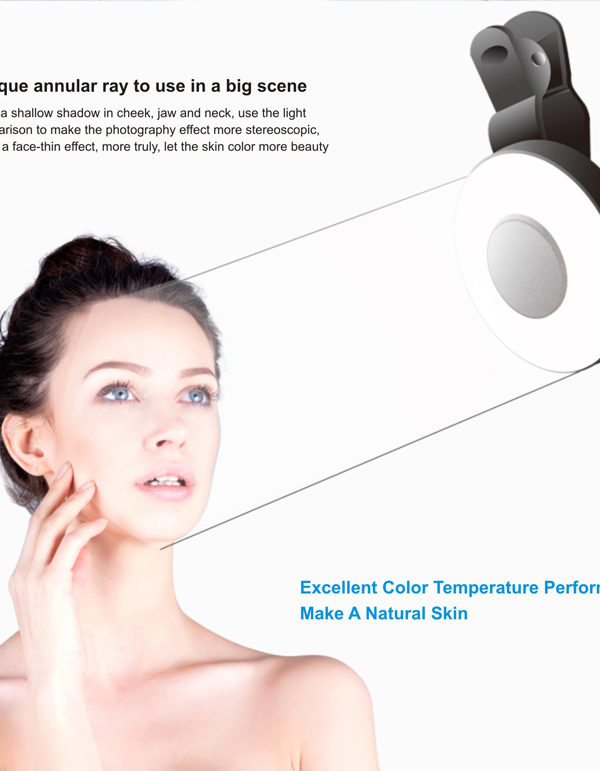 que annular ray to use in a big scene
a shallow shadow in cheek, jaw and neck, use the light
arison to make the photography effect more stereoscopic,
a face-thin effect, more truly, let the skin color more beauty
Excellent Color Temperature Perfor
Make A Natural Skin